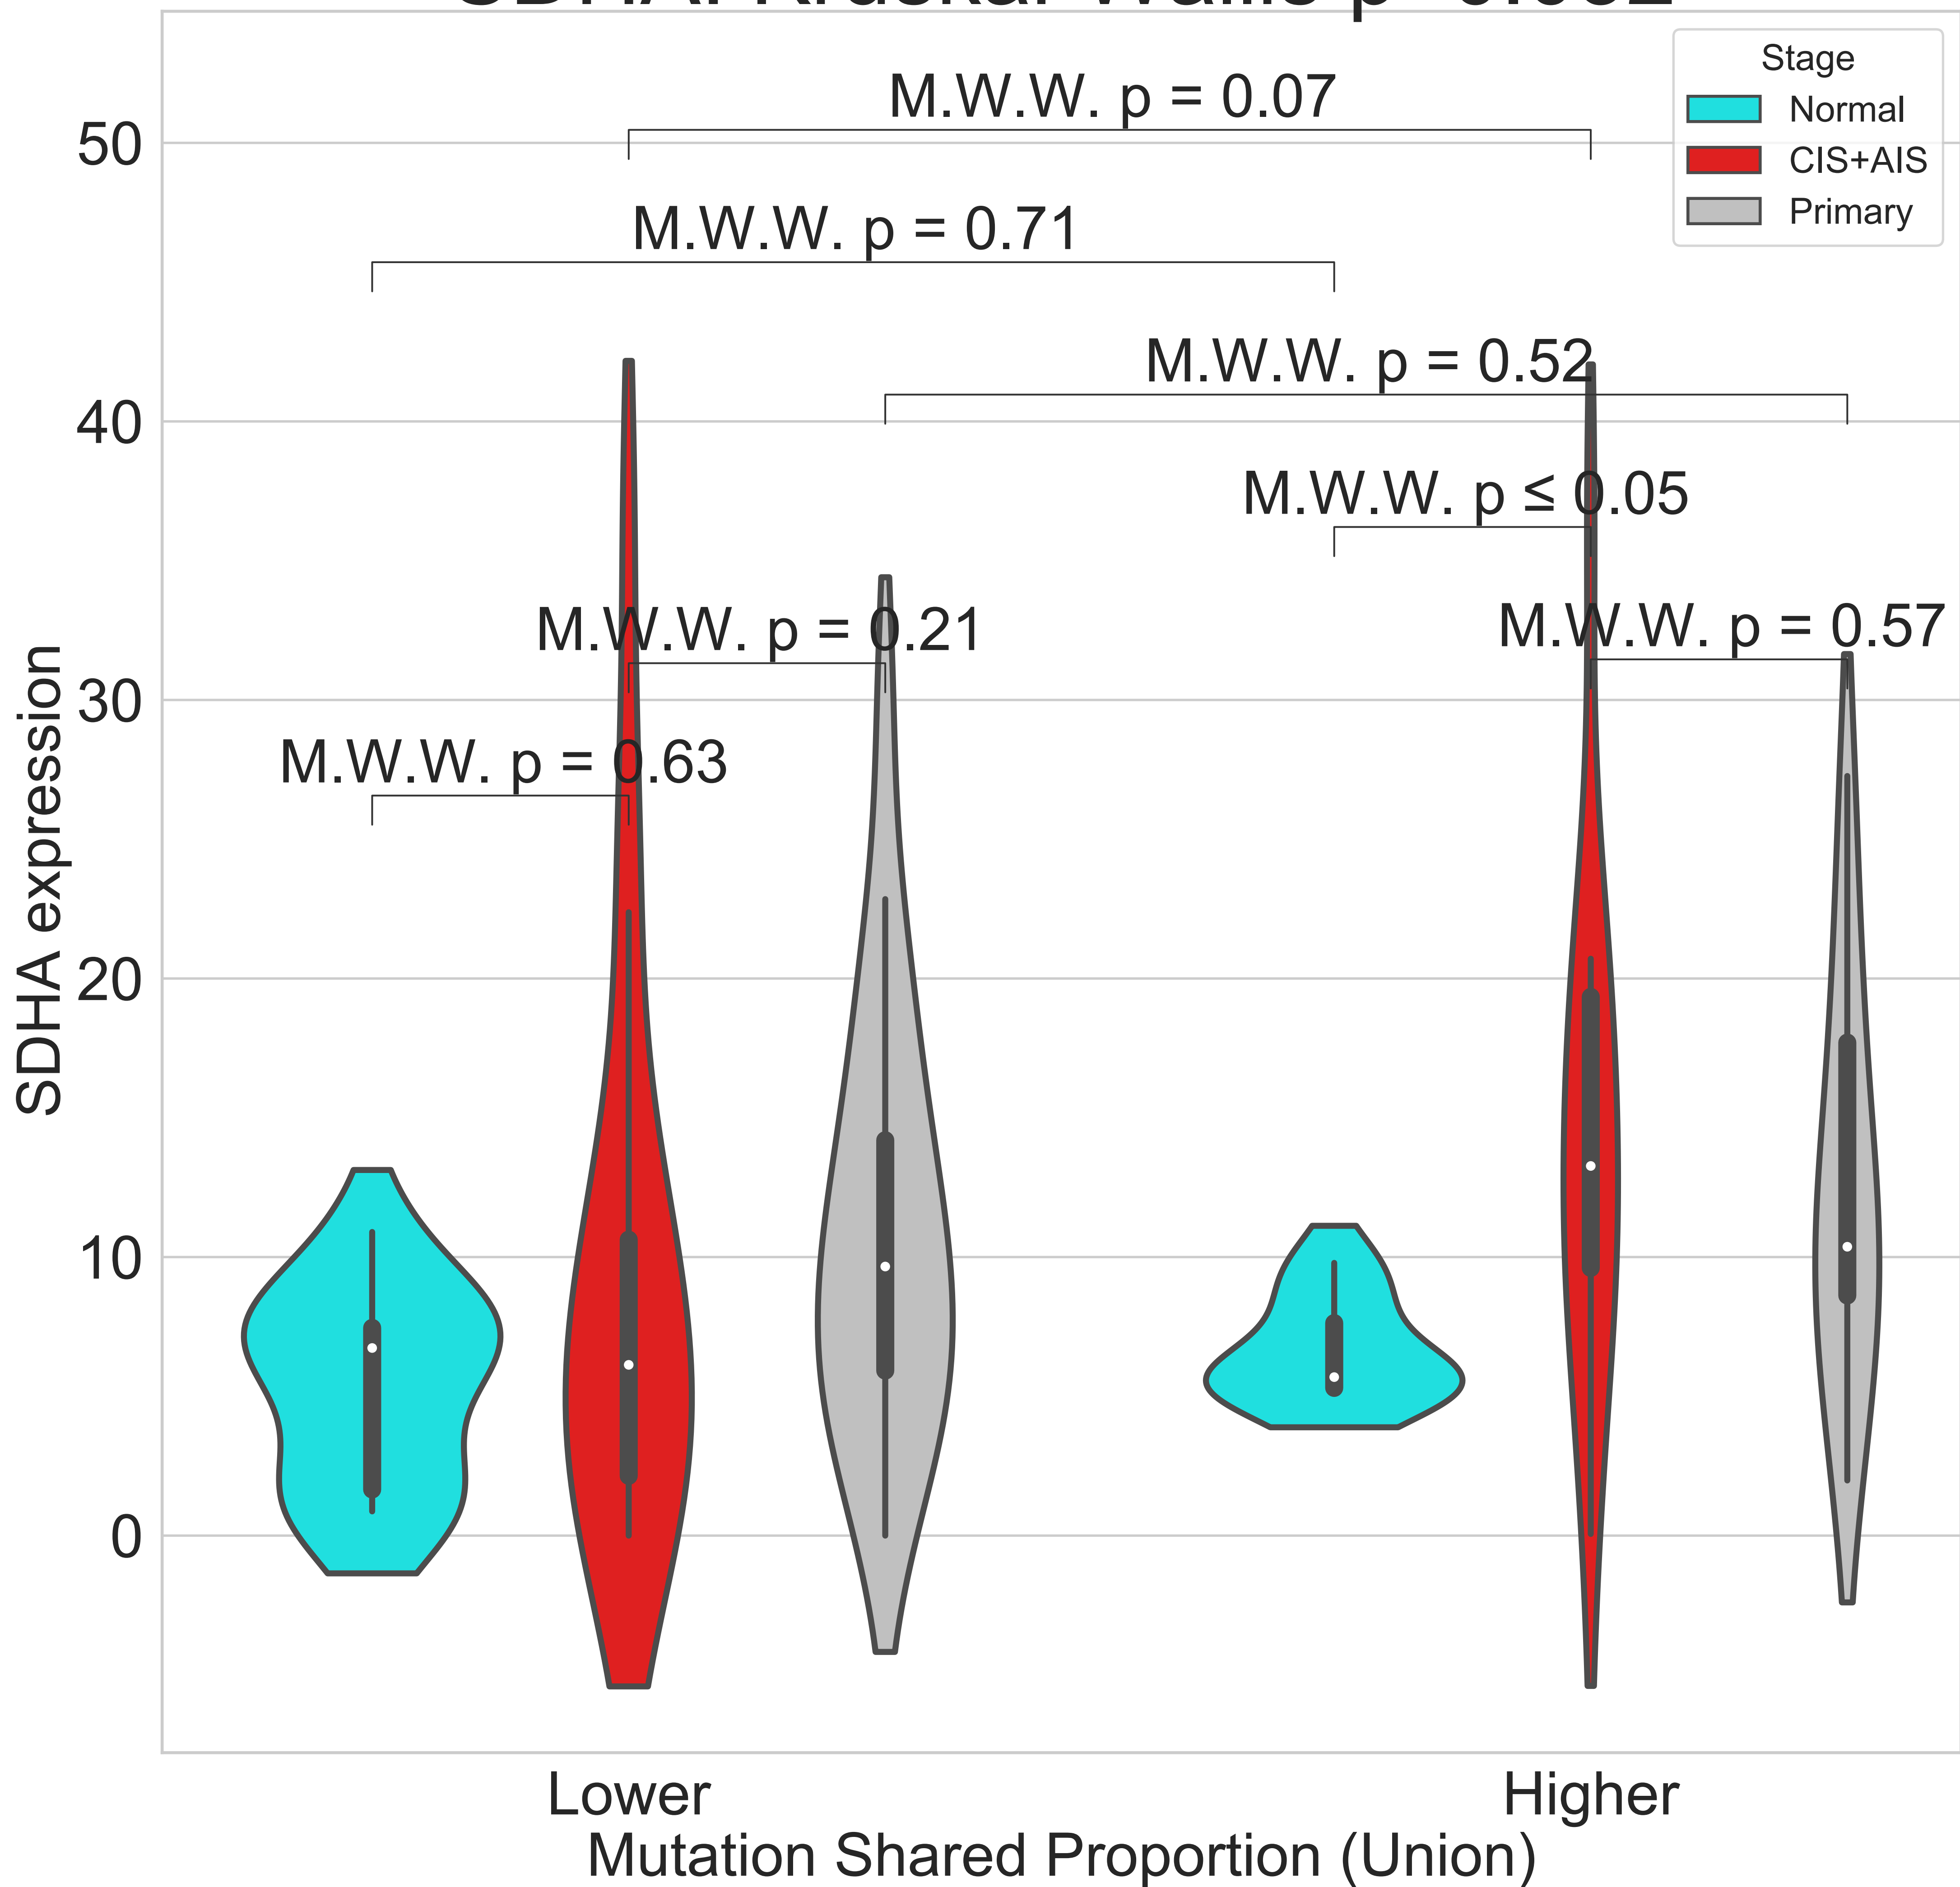 M.W.W. p = 0.07
M.W.W. p = 0.71
M.W.W. p = 0.52
M.W.W. p ≤ 0.05
M.W.W. p = 0.21
M.W.W. p = 0.57
M.W.W. p = 0.63
Stage
Normal
CIS+AIS
Primary
50
40
30
20
10
0
SDHA expression
Lower
Higher
Mutation Shared Proportion (Union)